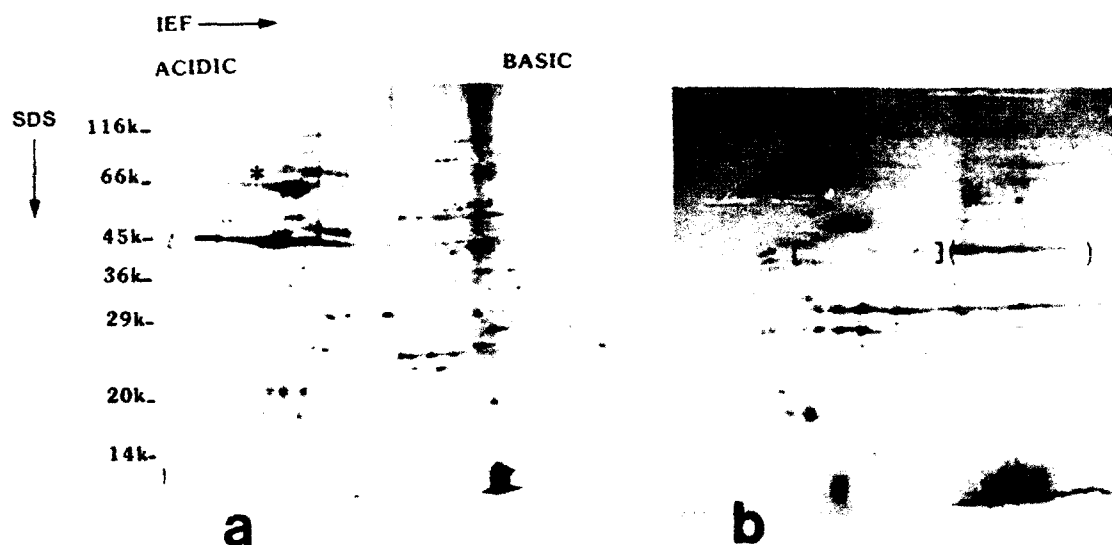 IEF
ACIDIC
BASIC
SDS
116k-
66k-
*
45k-
36k-
29k-
20k-
14k-
a
b